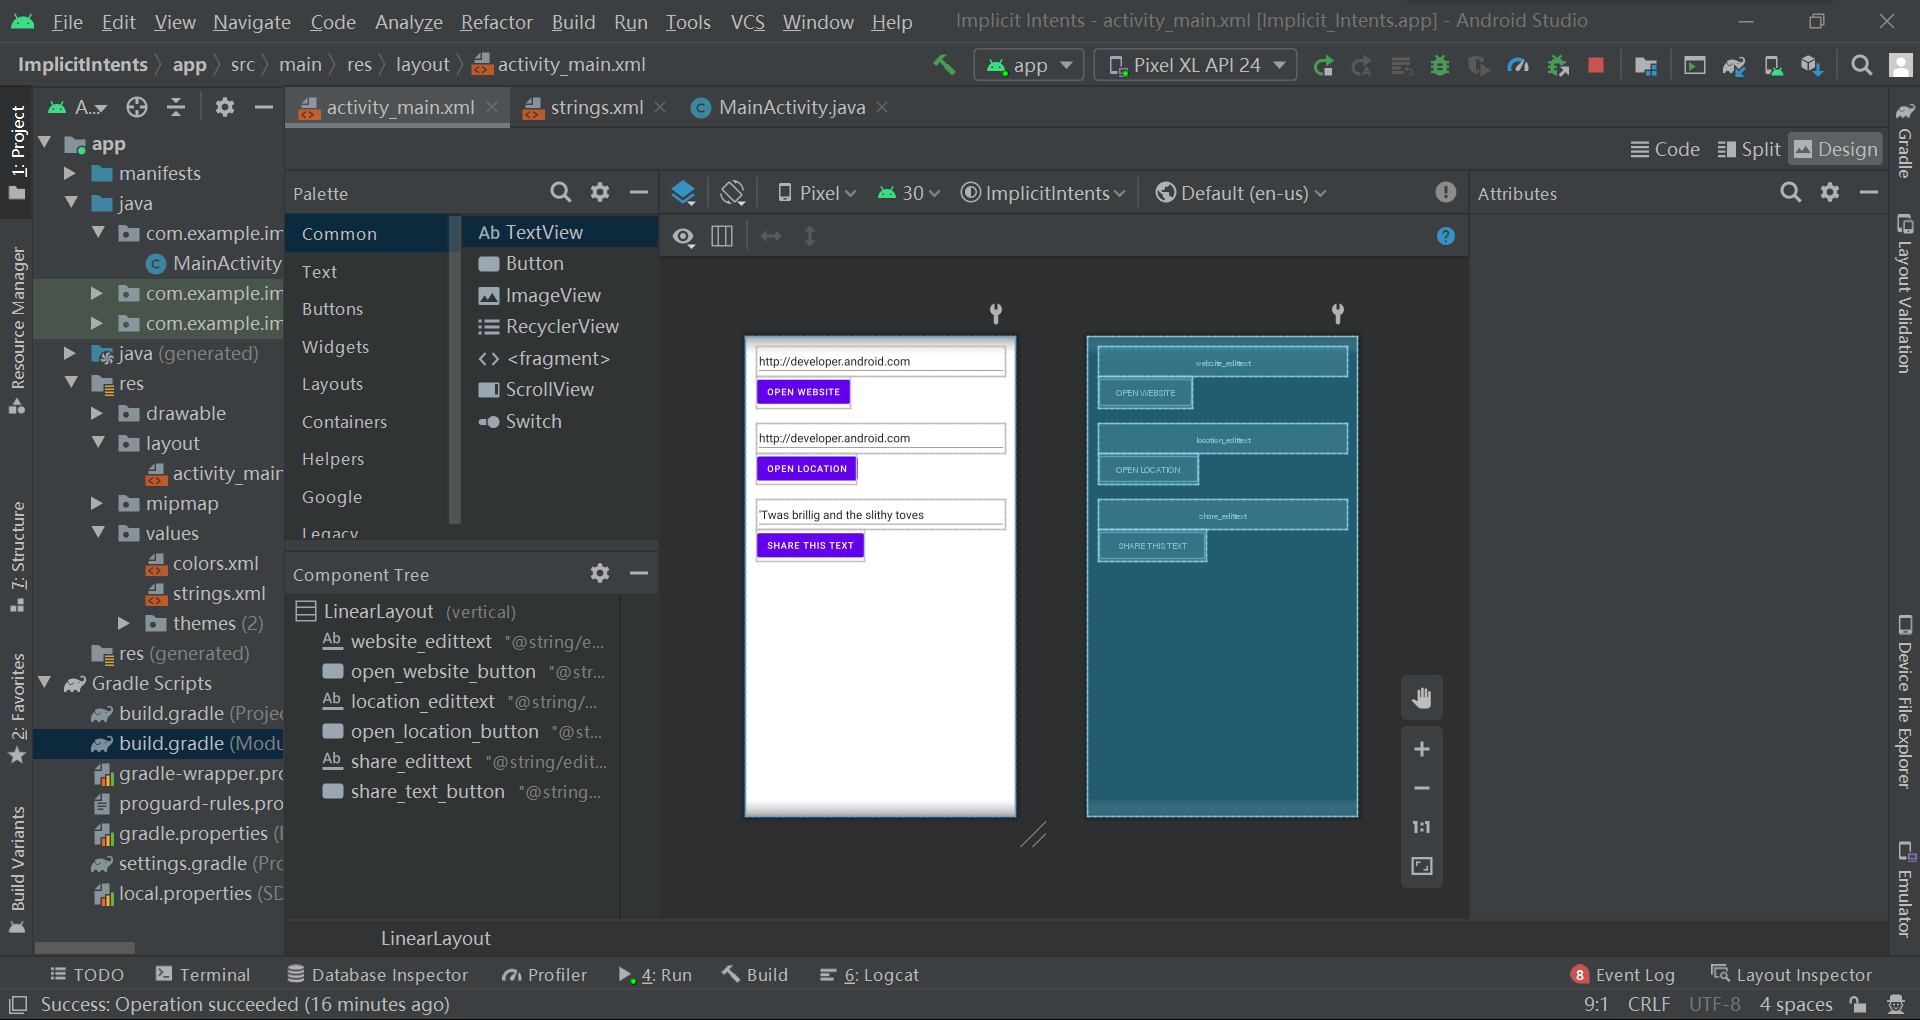 File Edit View Navigate Code Analyze Refactor Build Run Tools VCS Window Help Implicit Intents - activity_main.xml [Implicit_Intents.app] - Android Studio
ImplicitIntents app src main res layout activity_main.xml app Pixel XL API 24
A... activity_main.xml strings.xml MainActivity.java
Code Split Design
1: Project
Resource Manager
7: Structure
2: Favorites
Build Variants
app
manifests
java
com.example.im
MainActivity
com.example.im
com.example.im
java (generated)
res
drawable
layout
activity_main
mipmap
values
colors.xml
strings.xml
themes (2)
res (generated)
Gradle Scripts
build.gradle (Projec
build.gradle (Modu
gradle-wrapper.pro
proguard-rules.pro
gradle.properties (
settings.gradle (Pro
local.properties (SD
Palette
Common
Text
Buttons
Widgets
Layouts
Containers
Helpers
Google
Legacy
Ab TextView
Button
ImageView
RecyclerView
<> <fragment>
ScrollView
Switch
Component Tree
LinearLayout (vertical)
Ab website_edittext "@string/e...
open_website_button "@str...
Ab location_edittext "@string/...
open_location_button "@st...
Ab share_edittext "@string/edit...
share_text_button "@string...
Pixel 30 ImplicitIntents Default (en-us)
http://developer.android.com
OPEN WEBSITE
http://developer.android.com
OPEN LOCATION
'Twas brillig and the slithy toves
SHARE THIS TEXT
website_edittext
OPEN WEBSITE
location_edittext
OPEN LOCATION
share_edittext
SHARE THIS TEXT
1:1
Attributes
Gradle
Layout Validation
Device File Explorer
Emulator
LinearLayout
TODO Terminal Database Inspector Profiler 4: Run Build 6: Logcat 8 Event Log Layout Inspector
Success: Operation succeeded (16 minutes ago) 9:1 CRLF UTF-8 4 spaces